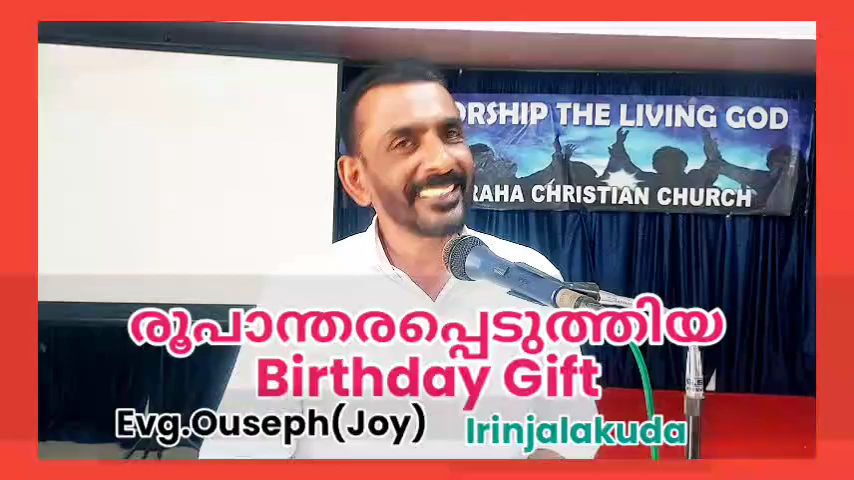 ORSHIP THE LIVING GOD
RAHA CHRISTIAN CHURCH
രൂപാന്തരപ്പെടുത്തിയ
Birthday Gift
Evg.Ouseph(Joy)
Irinjalakuda